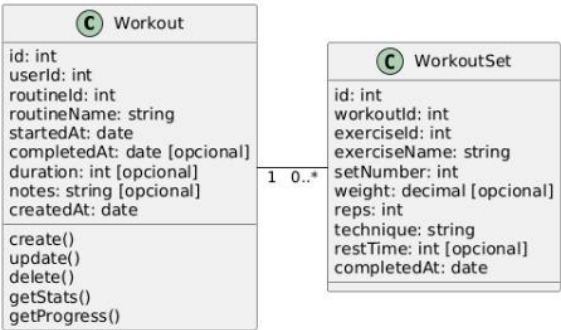 C Workout
id: int
userId: int
routineId: int
routineName: string
startedAt: date
completedAt: date [opcional]
duration: int [opcional]
notes: string [opcional]
createdAt: date
create()
update()
delete()
getStats()
getProgress()
1 0..*
C WorkoutSet
id: int
workoutId: int
exerciseId: int
exerciseName: string
setNumber: int
weight: decimal [opcional]
reps: int
technique: string
restTime: int [opcional]
completedAt: date